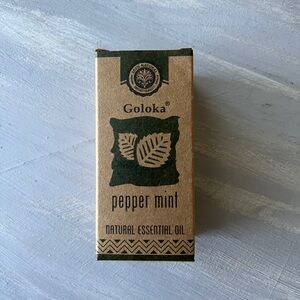 Goloka®
pepper mint
NATURAL ESSENTIAL OIL